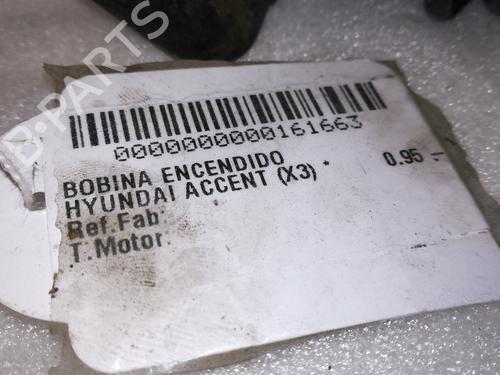 B-PARTS
0000000000161663
BOBINA ENCENDIDO
HYUNDAI ACCENT (X3) * 0.95 .-
Ref.Fab.
T.Motor.